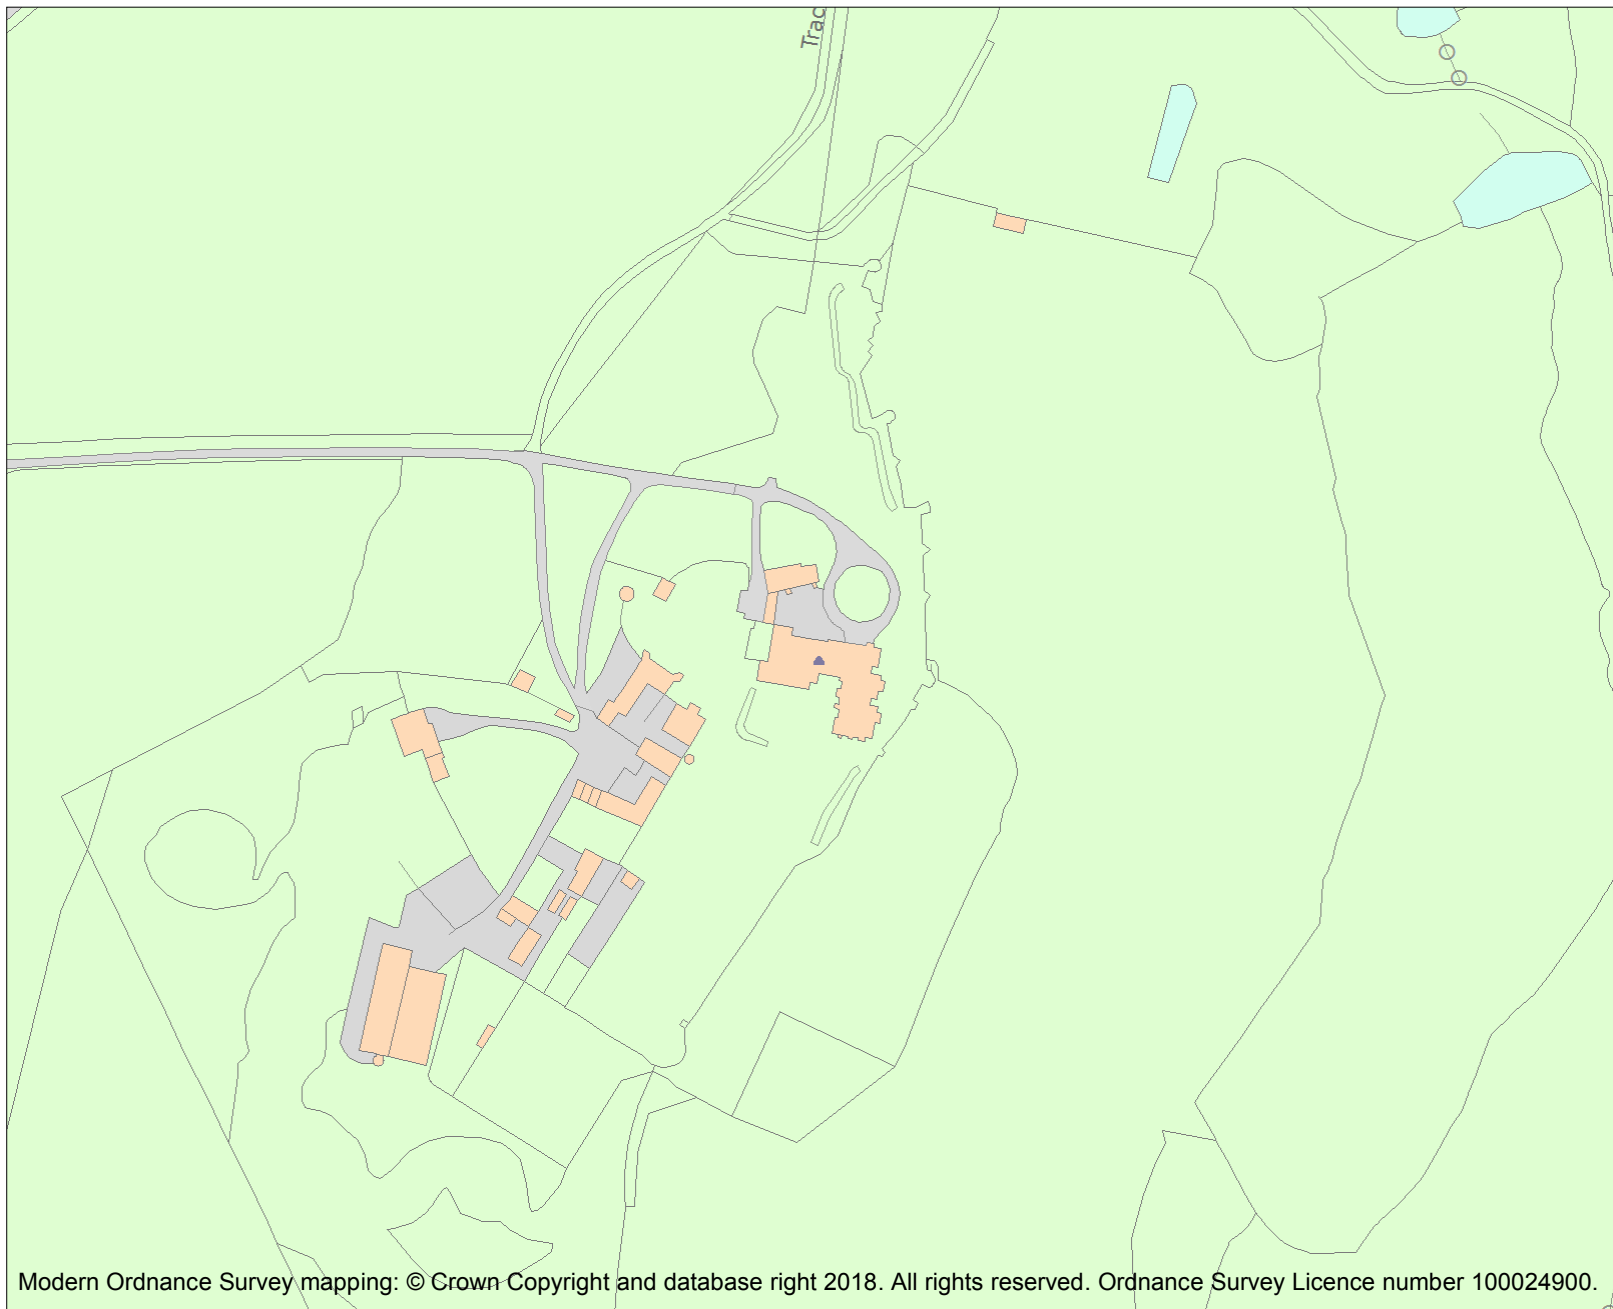 Trac
Modern Ordnance Survey mapping: © Crown Copyright and database right 2018. All rights reserved. Ordnance Survey Licence number 100024900.